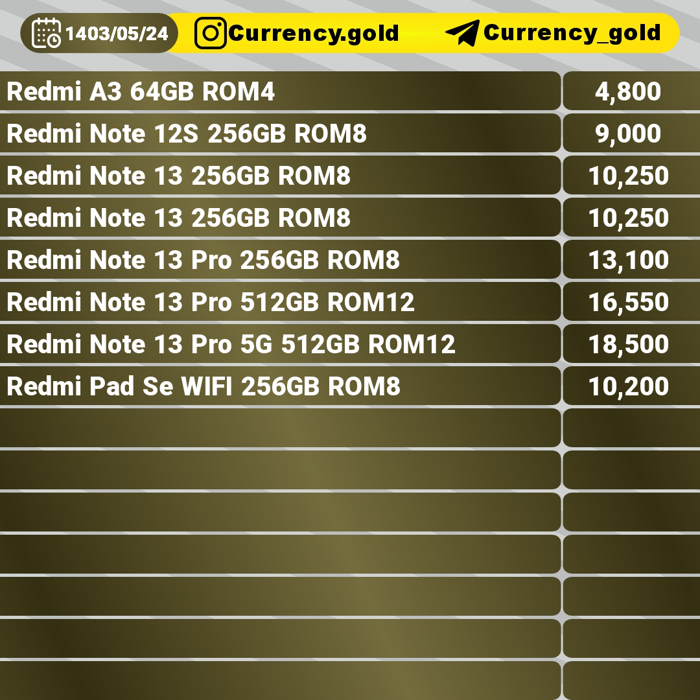 1403/05/24 Currency.gold Currency_gold
Redmi A3 64GB ROM4 4,800
Redmi Note 12S 256GB ROM8 9,000
Redmi Note 13 256GB ROM8 10,250
Redmi Note 13 256GB ROM8 10,250
Redmi Note 13 Pro 256GB ROM8 13,100
Redmi Note 13 Pro 512GB ROM12 16,550
Redmi Note 13 Pro 5G 512GB ROM12 18,500
Redmi Pad Se WIFI 256GB ROM8 10,200